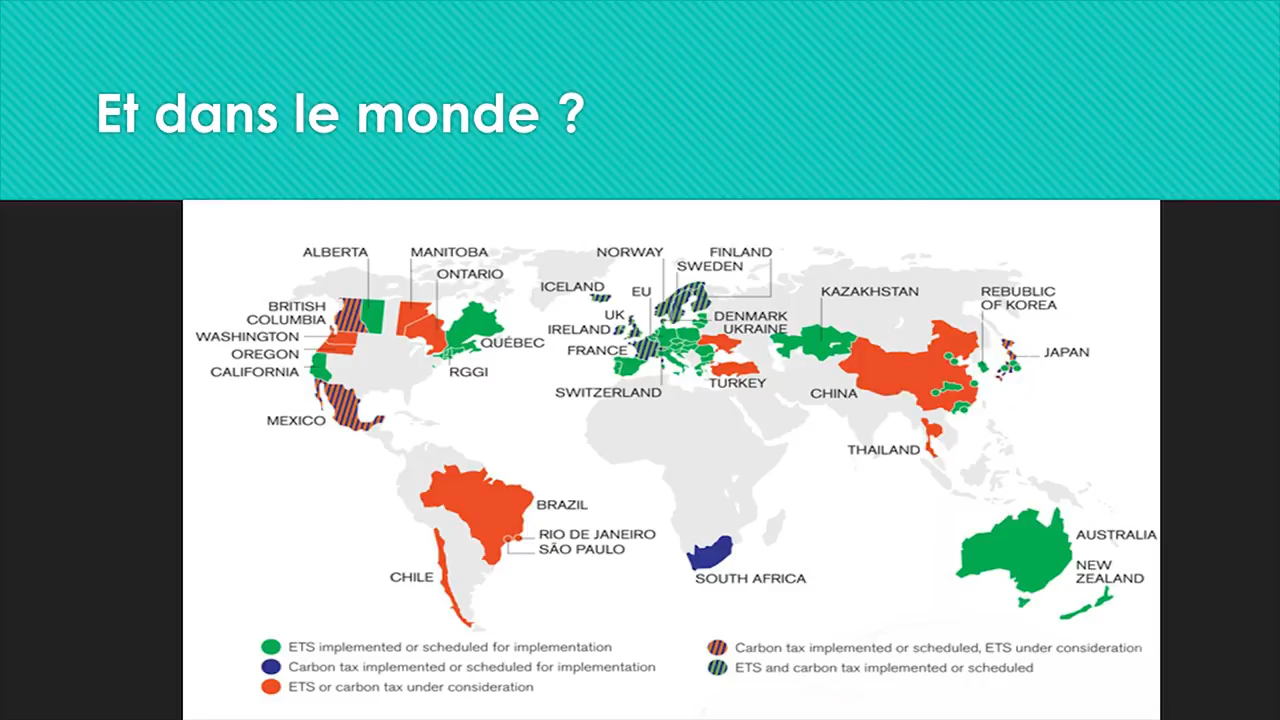 Et dans le monde ?
ALBERTA
MANITOBA
ONTARIO
BRITISH
COLUMBIA
WASHINGTON
OREGON
CALIFORNIA
MEXICO
QUÉBEC
RGGI
NORWAY
FINLAND
SWEDEN
ICELAND
EU
UK
IRELAND
FRANCE
DENMARK
UKRAINE
SWITZERLAND
TURKEY
KAZAKHSTAN
REPUBLIC
OF KOREA
JAPAN
CHINA
THAILAND
BRAZIL
RIO DE JANEIRO
SÃO PAULO
CHILE
SOUTH AFRICA
AUSTRALIA
NEW
ZEALAND
ETS implemented or scheduled for implementation
Carbon tax implemented or scheduled for implementation
ETS or carbon tax under consideration
Carbon tax implemented or scheduled, ETS under consideration
ETS and carbon tax implemented or scheduled